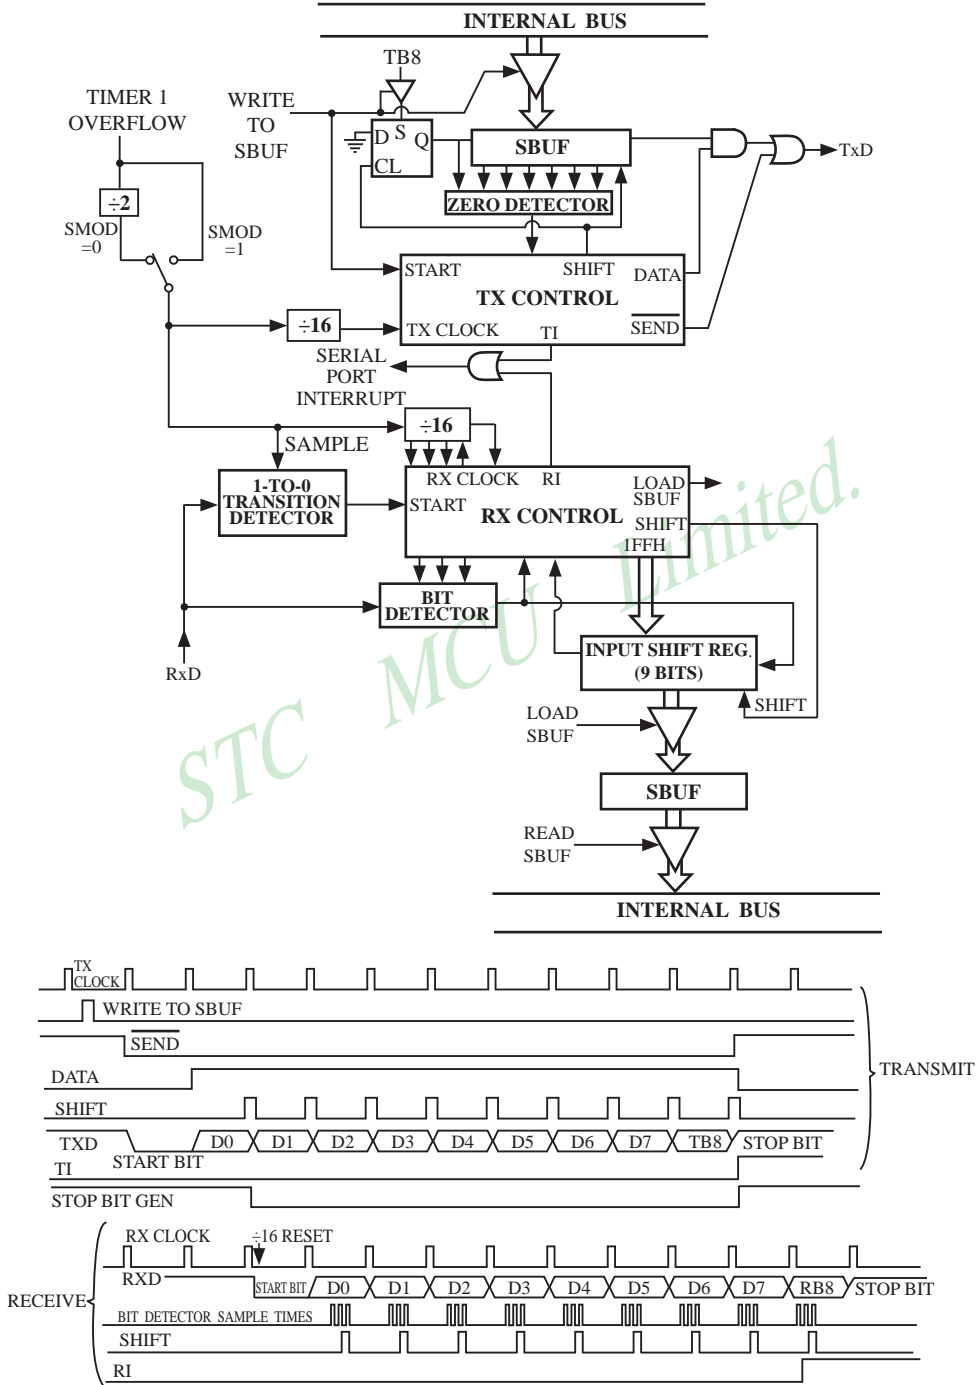 INTERNAL BUS
TB8
TIMER 1
OVERFLOW
WRITE
TO
SBUF
D S Q
CL
SBUF
TxD
÷2
ZERO DETECTOR
SMOD
=0
SMOD
=1
START
SHIFT
DATA
TX CONTROL
÷16
TX CLOCK
TI
SEND
SERIAL
PORT
INTERRUPT
÷16
SAMPLE
RX CLOCK
RI
LOAD
SBUF
1-TO-0
TRANSITION
DETECTOR
START
RX CONTROL
SHIFT
1FFH
BIT
DETECTOR
RxD
INPUT SHIFT REG.
(9 BITS)
SHIFT
LOAD
SBUF
SBUF
READ
SBUF
INTERNAL BUS
STC MCU Limited.
TX
CLOCK
WRITE TO SBUF
SEND
DATA
TRANSMIT
SHIFT
TXD
START BIT
D0 D1 D2 D3 D4 D5 D6 D7 TB8 STOP BIT
TI
STOP BIT GEN
RX CLOCK
÷16 RESET
RXD
START BIT D0 D1 D2 D3 D4 D5 D6 D7 RB8 STOP BIT
RECEIVE
BIT DETECTOR SAMPLE TIMES
SHIFT
RI